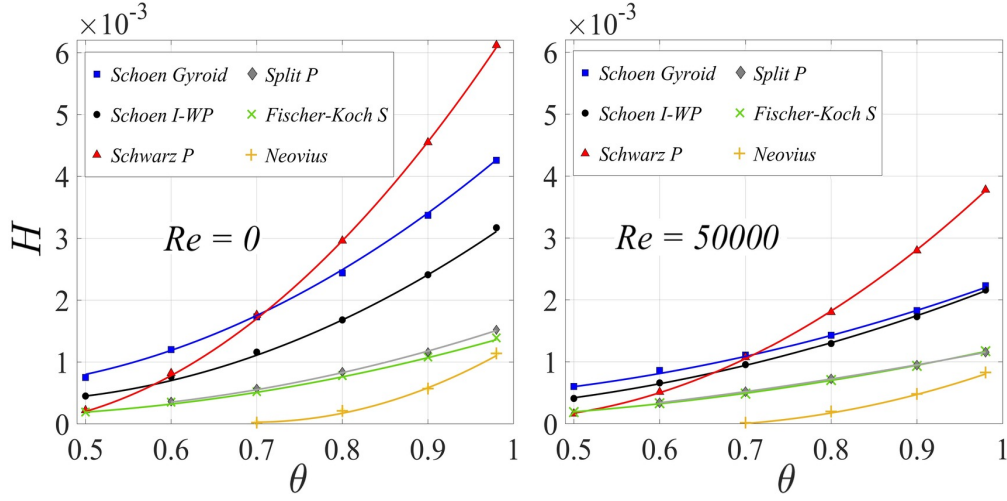 ×10⁻³
6
5
4
3
2
1
0
H
Schoen Gyroid
Schoen I-WP
Schwarz P
Split P
Fischer-Koch S
Neovius
Re = 0
0.5 0.6 0.7 0.8 0.9 1
θ
×10⁻³
6
5
4
3
2
1
0
Schoen Gyroid
Schoen I-WP
Schwarz P
Split P
Fischer-Koch S
Neovius
Re = 50000
0.5 0.6 0.7 0.8 0.9 1
θ